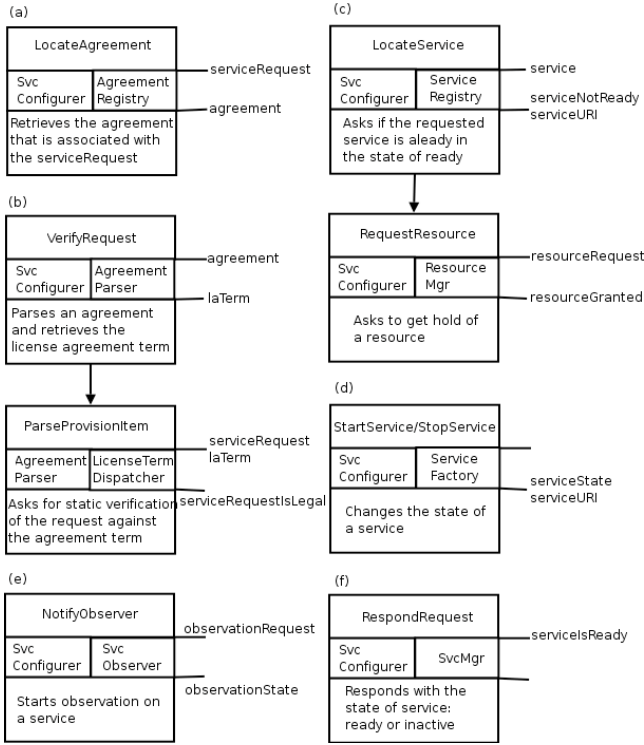 (a)
LocateAgreement
Svc
Configurer
Agreement
Registry
serviceRequest
agreement
Retrieves the agreement
that is associated with
the serviceRequest
(b)
VerifyRequest
Svc
Configurer
Agreement
Parser
agreement
laTerm
Parses an agreement
and retrieves the
license agreement term
ParseProvisionItem
Agreement
Parser
LicenseTerm
Dispatcher
serviceRequest
laTerm
serviceRequestIsLegal
Asks for static verification
of the request against
the agreement term
(c)
LocateService
Svc
Configurer
Service
Registry
service
serviceNotReady
serviceURI
Asks if the requested
service is aleady in
the state of ready
RequestResource
Svc
Configurer
Resource
Mgr
resourceRequest
resourceGranted
Asks to get hold of
a resource
(d)
StartService/StopService
Svc
Configurer
Service
Factory
serviceState
serviceURI
Changes the state of
a service
(e)
NotifyObserver
Svc
Configurer
Svc
Observer
observationRequest
observationState
Starts observation on
a service
(f)
RespondRequest
Svc
Configurer
SvcMgr
serviceIsReady
Responds with the
state of service:
ready or inactive